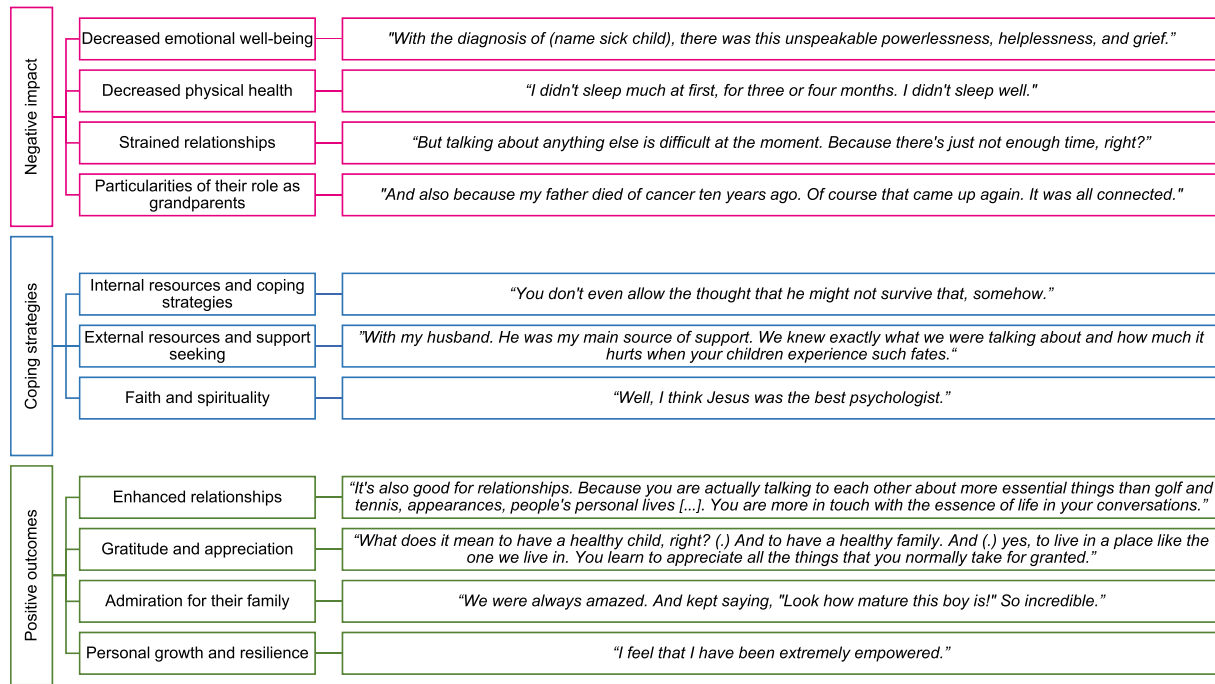 Negative impact
Decreased emotional well-being
"With the diagnosis of (name sick child), there was this unspeakable powerlessness, helplessness, and grief.”
Decreased physical health
“I didn't sleep much at first, for three or four months. I didn't sleep well."
Strained relationships
“But talking about anything else is difficult at the moment. Because there's just not enough time, right?”
Particularities of their role as
grandparents
"And also because my father died of cancer ten years ago. Of course that came up again. It was all connected."
Coping strategies
Internal resources and coping
strategies
“You don't even allow the thought that he might not survive that, somehow.”
External resources and support
seeking
”With my husband. He was my main source of support. We knew exactly what we were talking about and how much it
hurts when your children experience such fates.“
Faith and spirituality
“Well, I think Jesus was the best psychologist.”
Positive outcomes
Enhanced relationships
“It's also good for relationships. Because you are actually talking to each other about more essential things than golf and
tennis, appearances, people's personal lives [...]. You are more in touch with the essence of life in your conversations.”
Gratitude and appreciation
“What does it mean to have a healthy child, right? (.) And to have a healthy family. And (.) yes, to live in a place like the
one we live in. You learn to appreciate all the things that you normally take for granted.”
Admiration for their family
“We were always amazed. And kept saying, "Look how mature this boy is!" So incredible.”
Personal growth and resilience
“I feel that I have been extremely empowered.”